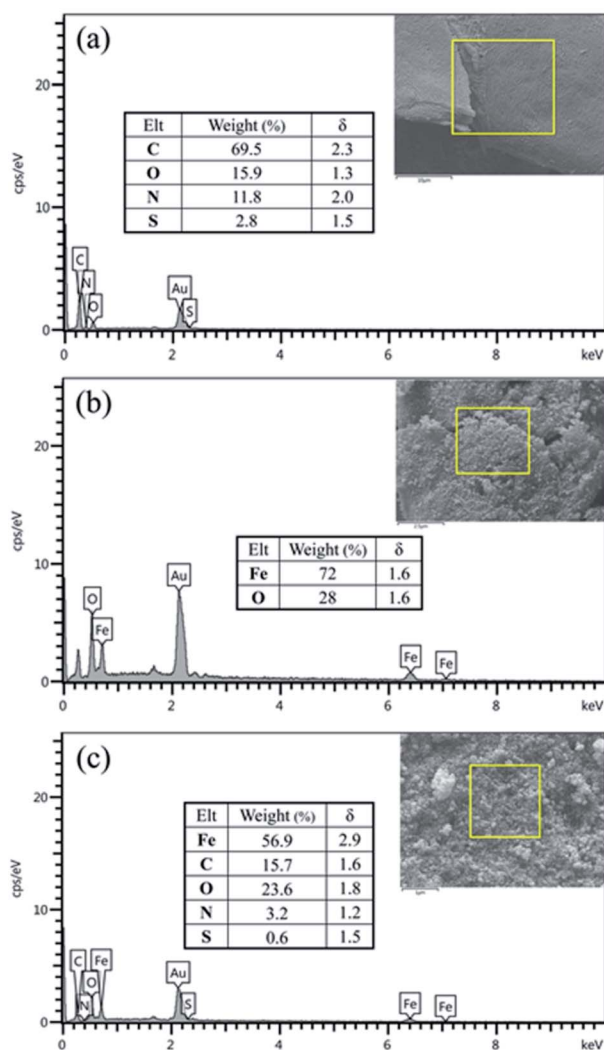 (a)
20
10
0
cps/eV
Elt Weight (%) δ
C 69.5 2.3
O 15.9 1.3
N 11.8 2.0
S 2.8 1.5
C
N
O
Au
S
0 2 4 6 8 keV
(b)
20
10
0
cps/eV
Elt Weight (%) δ
Fe 72 1.6
O 28 1.6
2.5μm
O
Fe
Au
Fe
Fe
0 2 4 6 8 keV
(c)
20
10
0
cps/eV
Elt Weight (%) δ
Fe 56.9 2.9
C 15.7 1.6
O 23.6 1.8
N 3.2 1.2
S 0.6 1.5
C
N
O
Fe
Au
S
Fe
Fe
0 2 4 6 8 keV